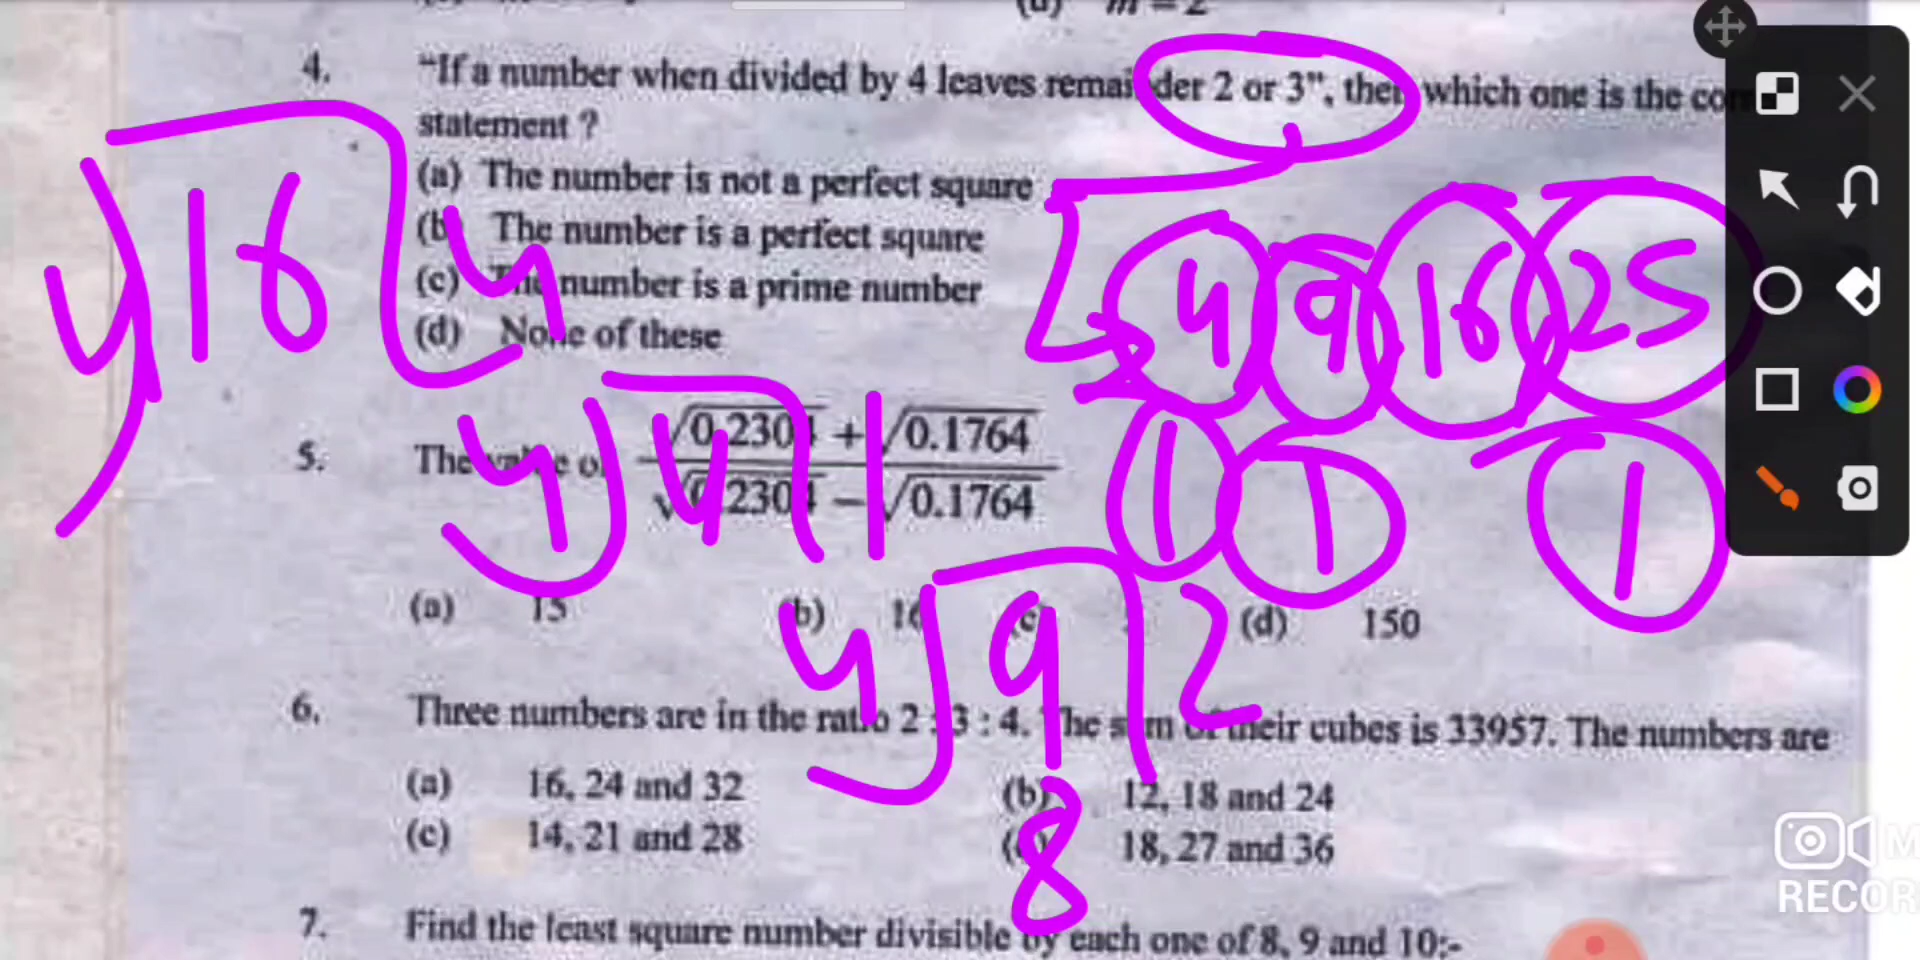 (d) m = 2
4. "If a number when divided by 4 leaves remainder 2 or 3", then which one is the
statement ?
(a) The number is not a perfect square
(b) The number is a perfect square
(c) The number is a prime number
(d) None of these
4 16 4
4 9 16 25
5. The value of √0.2304 + √0.1764
√0.2304 − √0.1764
4 4 1
1 1 1
(a) 15 (b) (d) 150
4 9 2
8
6. Three numbers are in the ratio 2 : 3 : 4. The sum of their cubes is 33957. The numbers are
(a) 16, 24 and 32 (b) 12, 18 and 24
(c) 14, 21 and 28 18, 27 and 36
7. Find the least square number divisible by each one of 8, 9 and 10:-